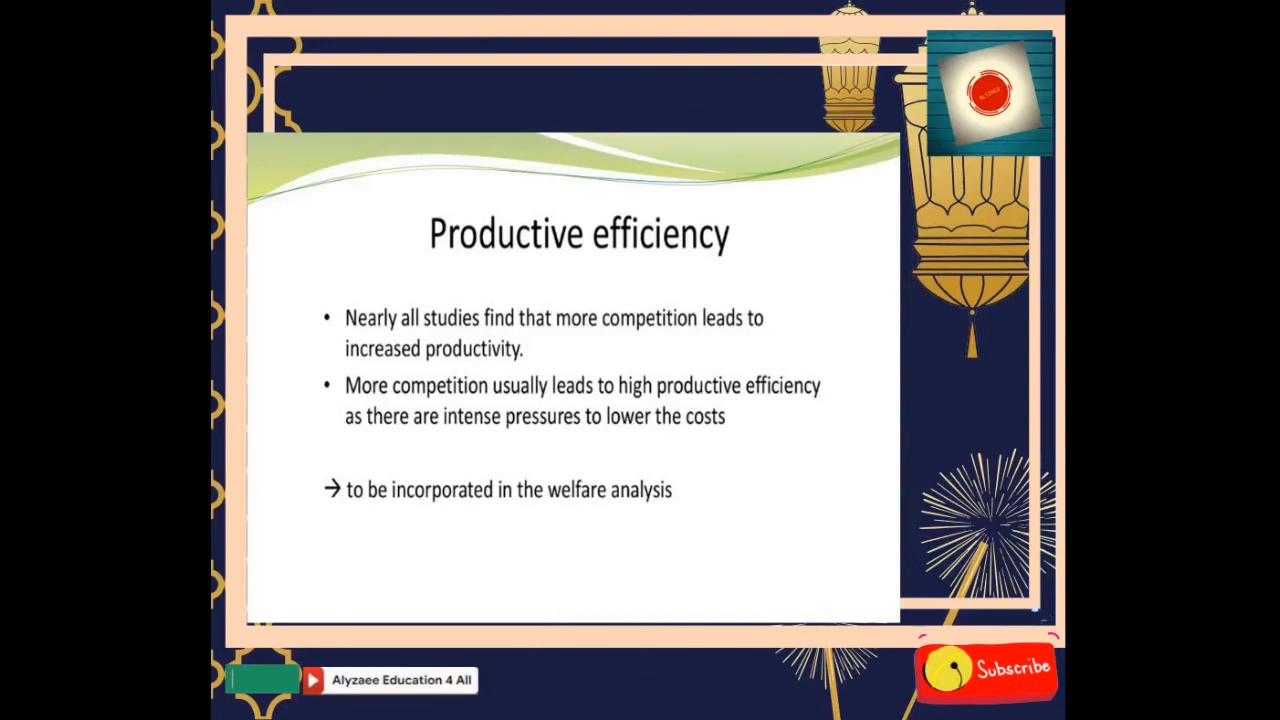 Productive efficiency
• Nearly all studies find that more competition leads to
increased productivity.
• More competition usually leads to high productive efficiency
as there are intense pressures to lower the costs
→ to be incorporated in the welfare analysis
Alyzaee Education 4 All
Subscribe